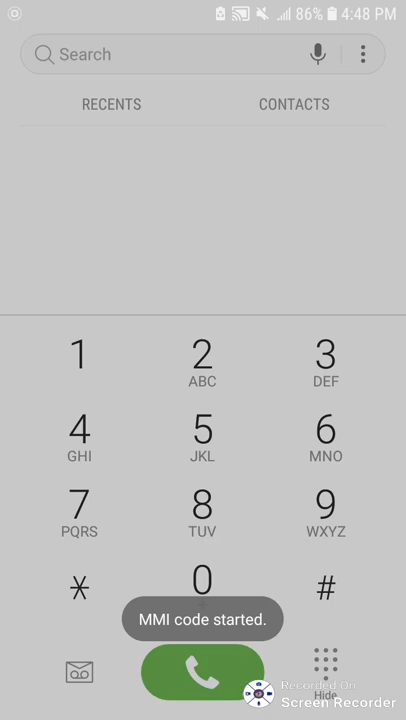 86% 4:48 PM
Search
RECENTS CONTACTS
1 2 3
ABC DEF
4 5 6
GHI JKL MNO
7 8 9
PQRS TUV WXYZ
* 0 #
+
MMI code started.
Hide
Recorded On
Screen Recorder